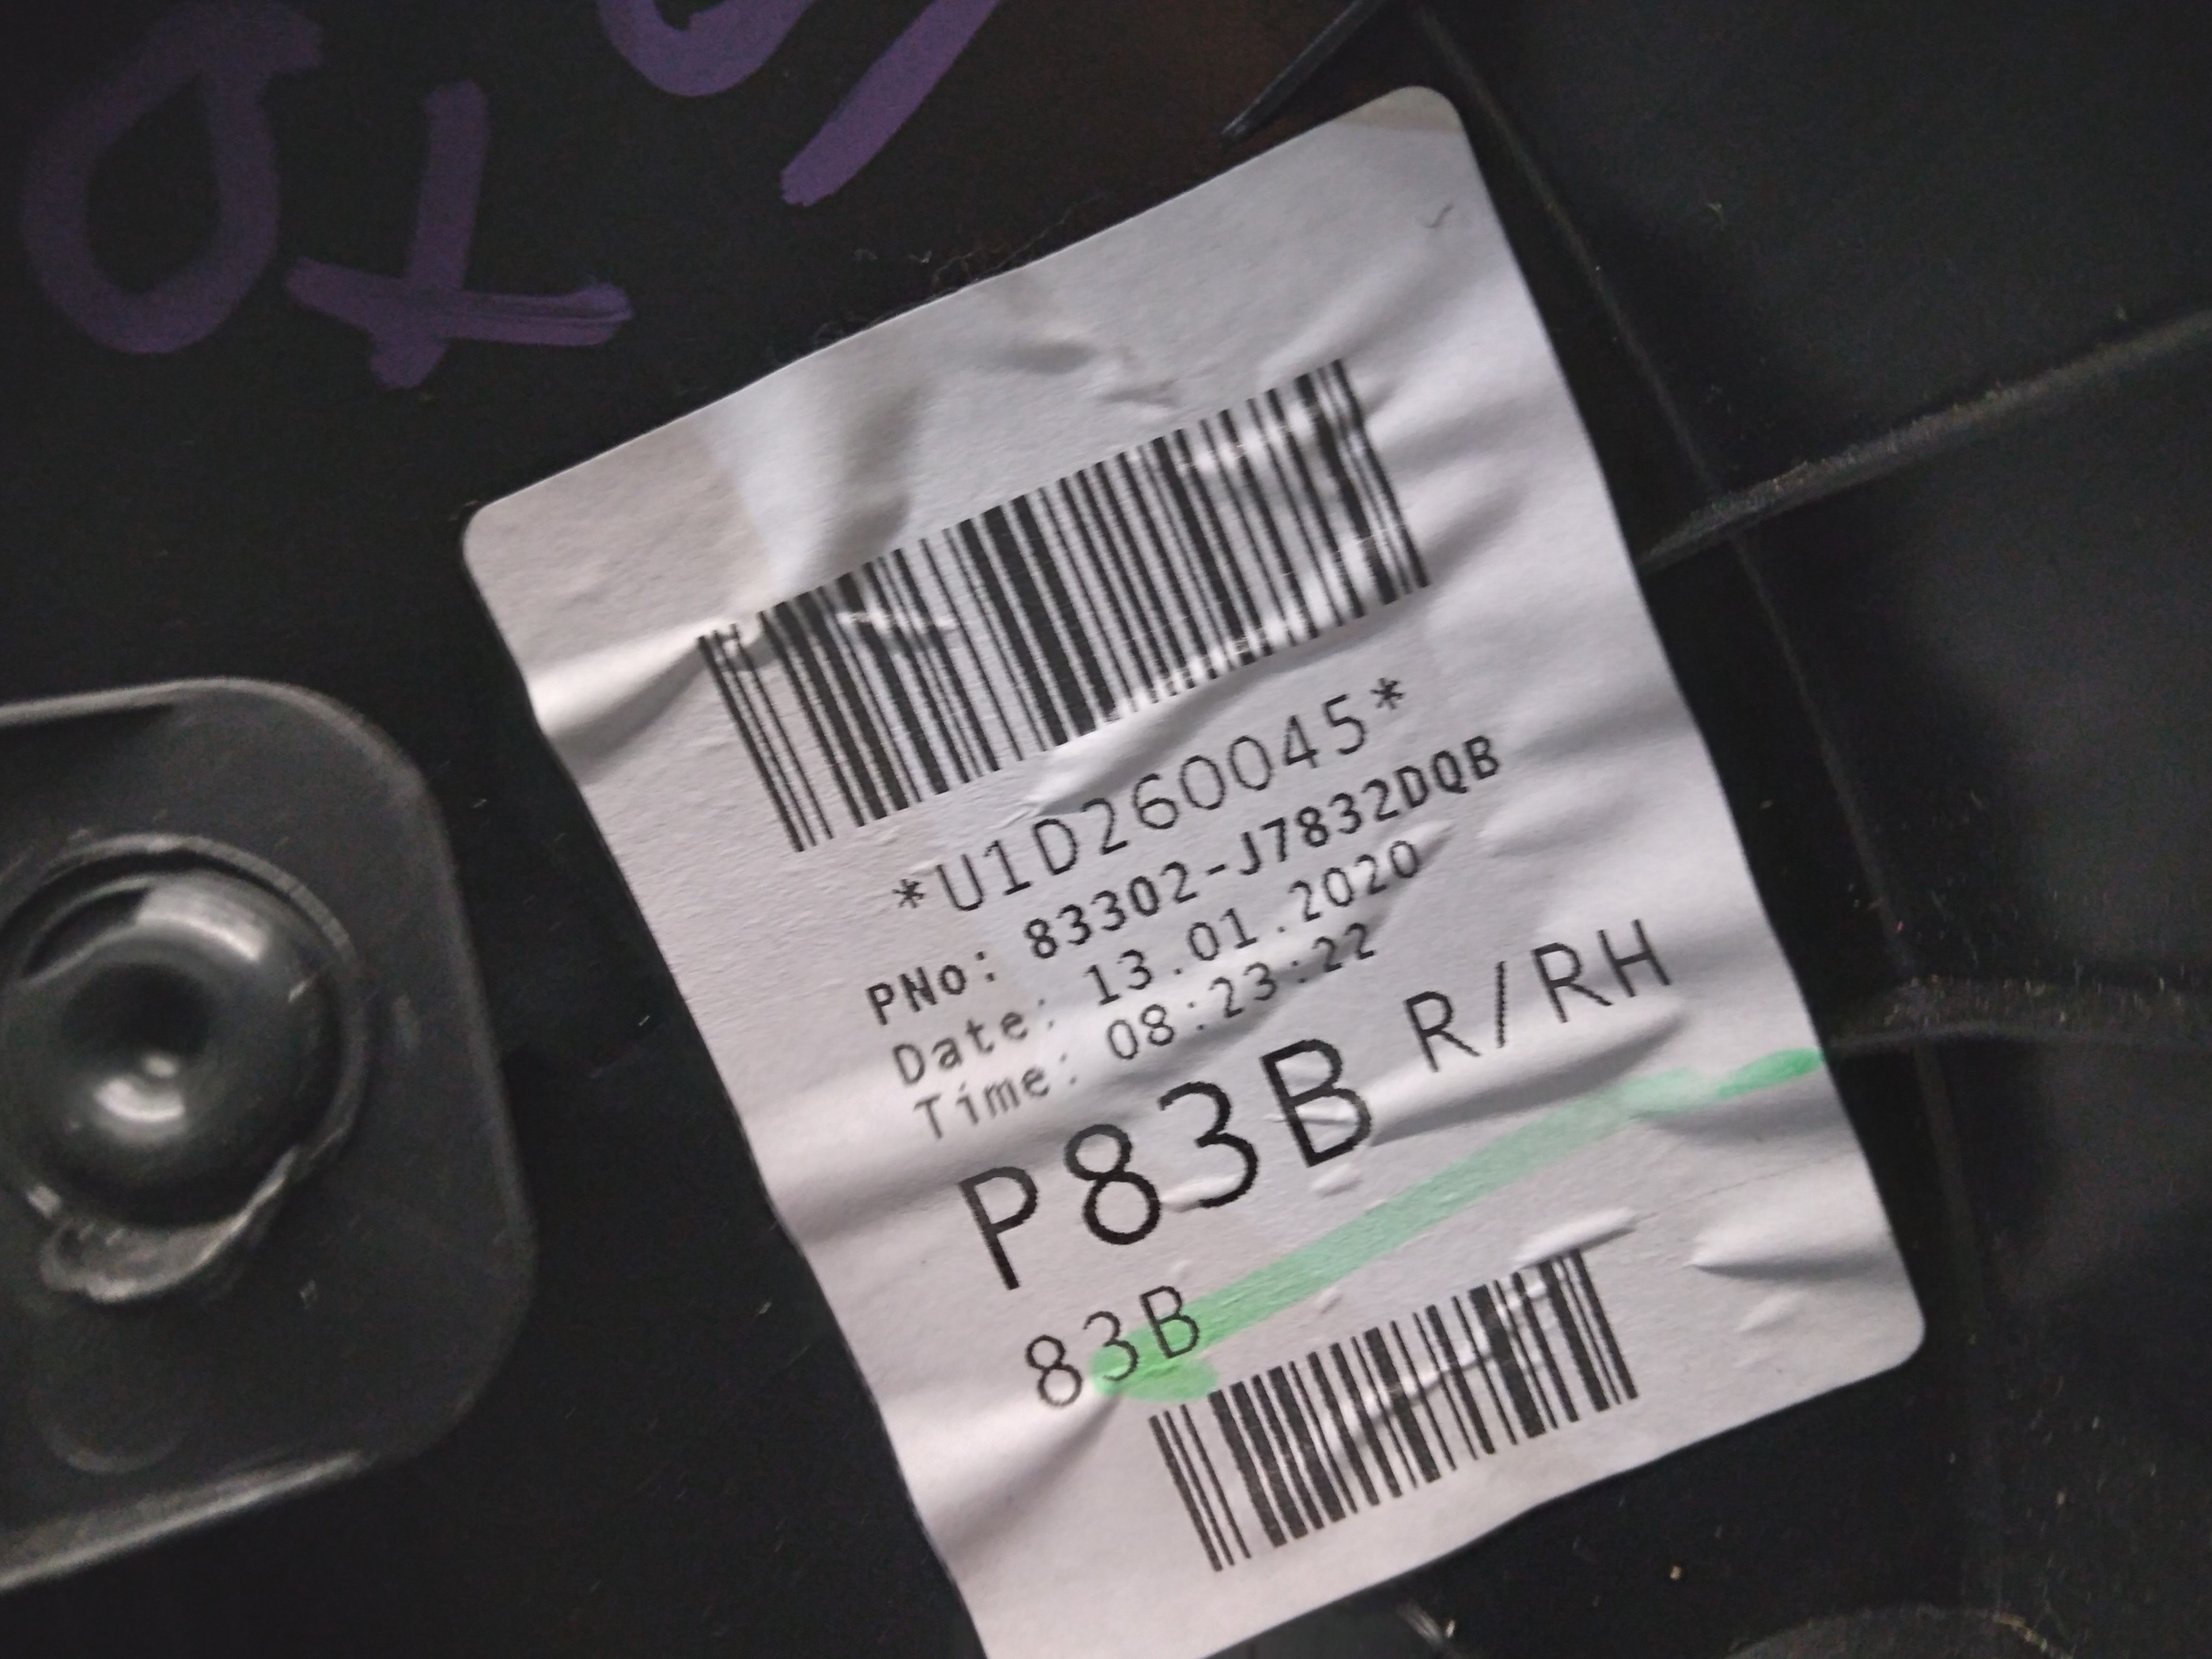 *U1D260045*
PNo: 83302-J7832DQB
Date: 13.01.2020
Time: 08:23:22
P83B R/RH
83B